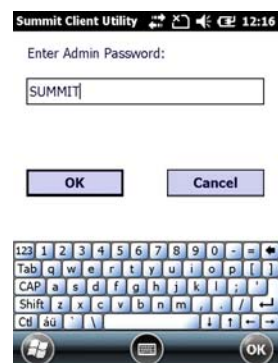 Summit Client Utility 12:16
Enter Admin Password:
SUMMIT
OK Cancel
123 1 2 3 4 5 6 7 8 9 0 - =
Tab q w e r t y u i o p [ ]
CAP a s d f g h j k l ; '
Shift z x c v b n m , . /
Ctl áü ` \
OK